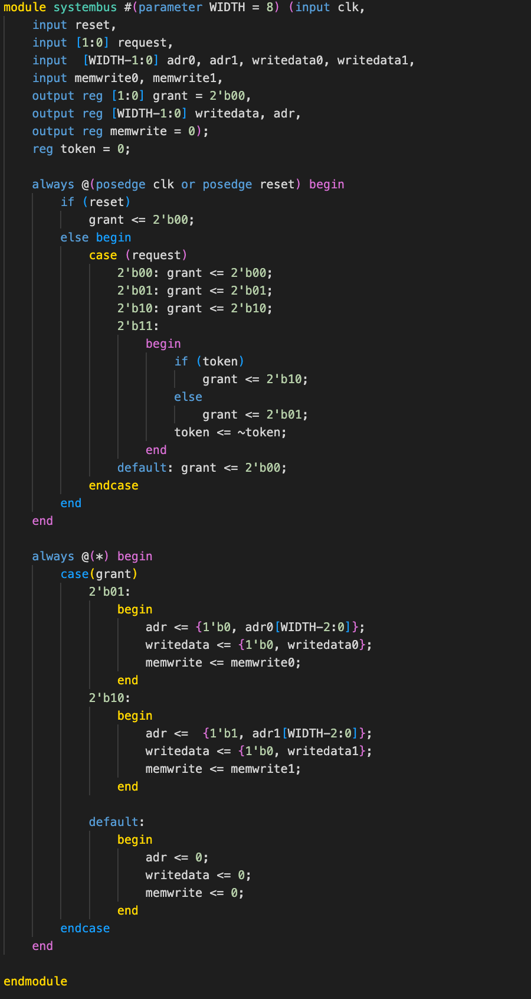 module systembus #(parameter WIDTH = 8) (input clk,
    input reset,
    input [1:0] request,
    input  [WIDTH-1:0] adr0, adr1, writedata0, writedata1,
    input memwrite0, memwrite1,
    output reg [1:0] grant = 2'b00,
    output reg [WIDTH-1:0] writedata, adr,
    output reg memwrite = 0);
    reg token = 0;

    always @(posedge clk or posedge reset) begin
        if (reset)
            grant <= 2'b00;
        else begin
            case (request)
                2'b00: grant <= 2'b00;
                2'b01: grant <= 2'b01;
                2'b10: grant <= 2'b10;
                2'b11:
                    begin
                        if (token)
                            grant <= 2'b10;
                        else
                            grant <= 2'b01;
                        token <= ~token;
                    end
                default: grant <= 2'b00;
            endcase
        end
    end

    always @(*) begin
        case(grant)
            2'b01:
                begin
                    adr <= {1'b0, adr0[WIDTH-2:0]};
                    writedata <= {1'b0, writedata0};
                    memwrite <= memwrite0;
                end
            2'b10:
                begin
                    adr <=  {1'b1, adr1[WIDTH-2:0]};
                    writedata <= {1'b0, writedata1};
                    memwrite <= memwrite1;
                end

            default:
                begin
                    adr <= 0;
                    writedata <= 0;
                    memwrite <= 0;
                end
        endcase
    end

endmodule